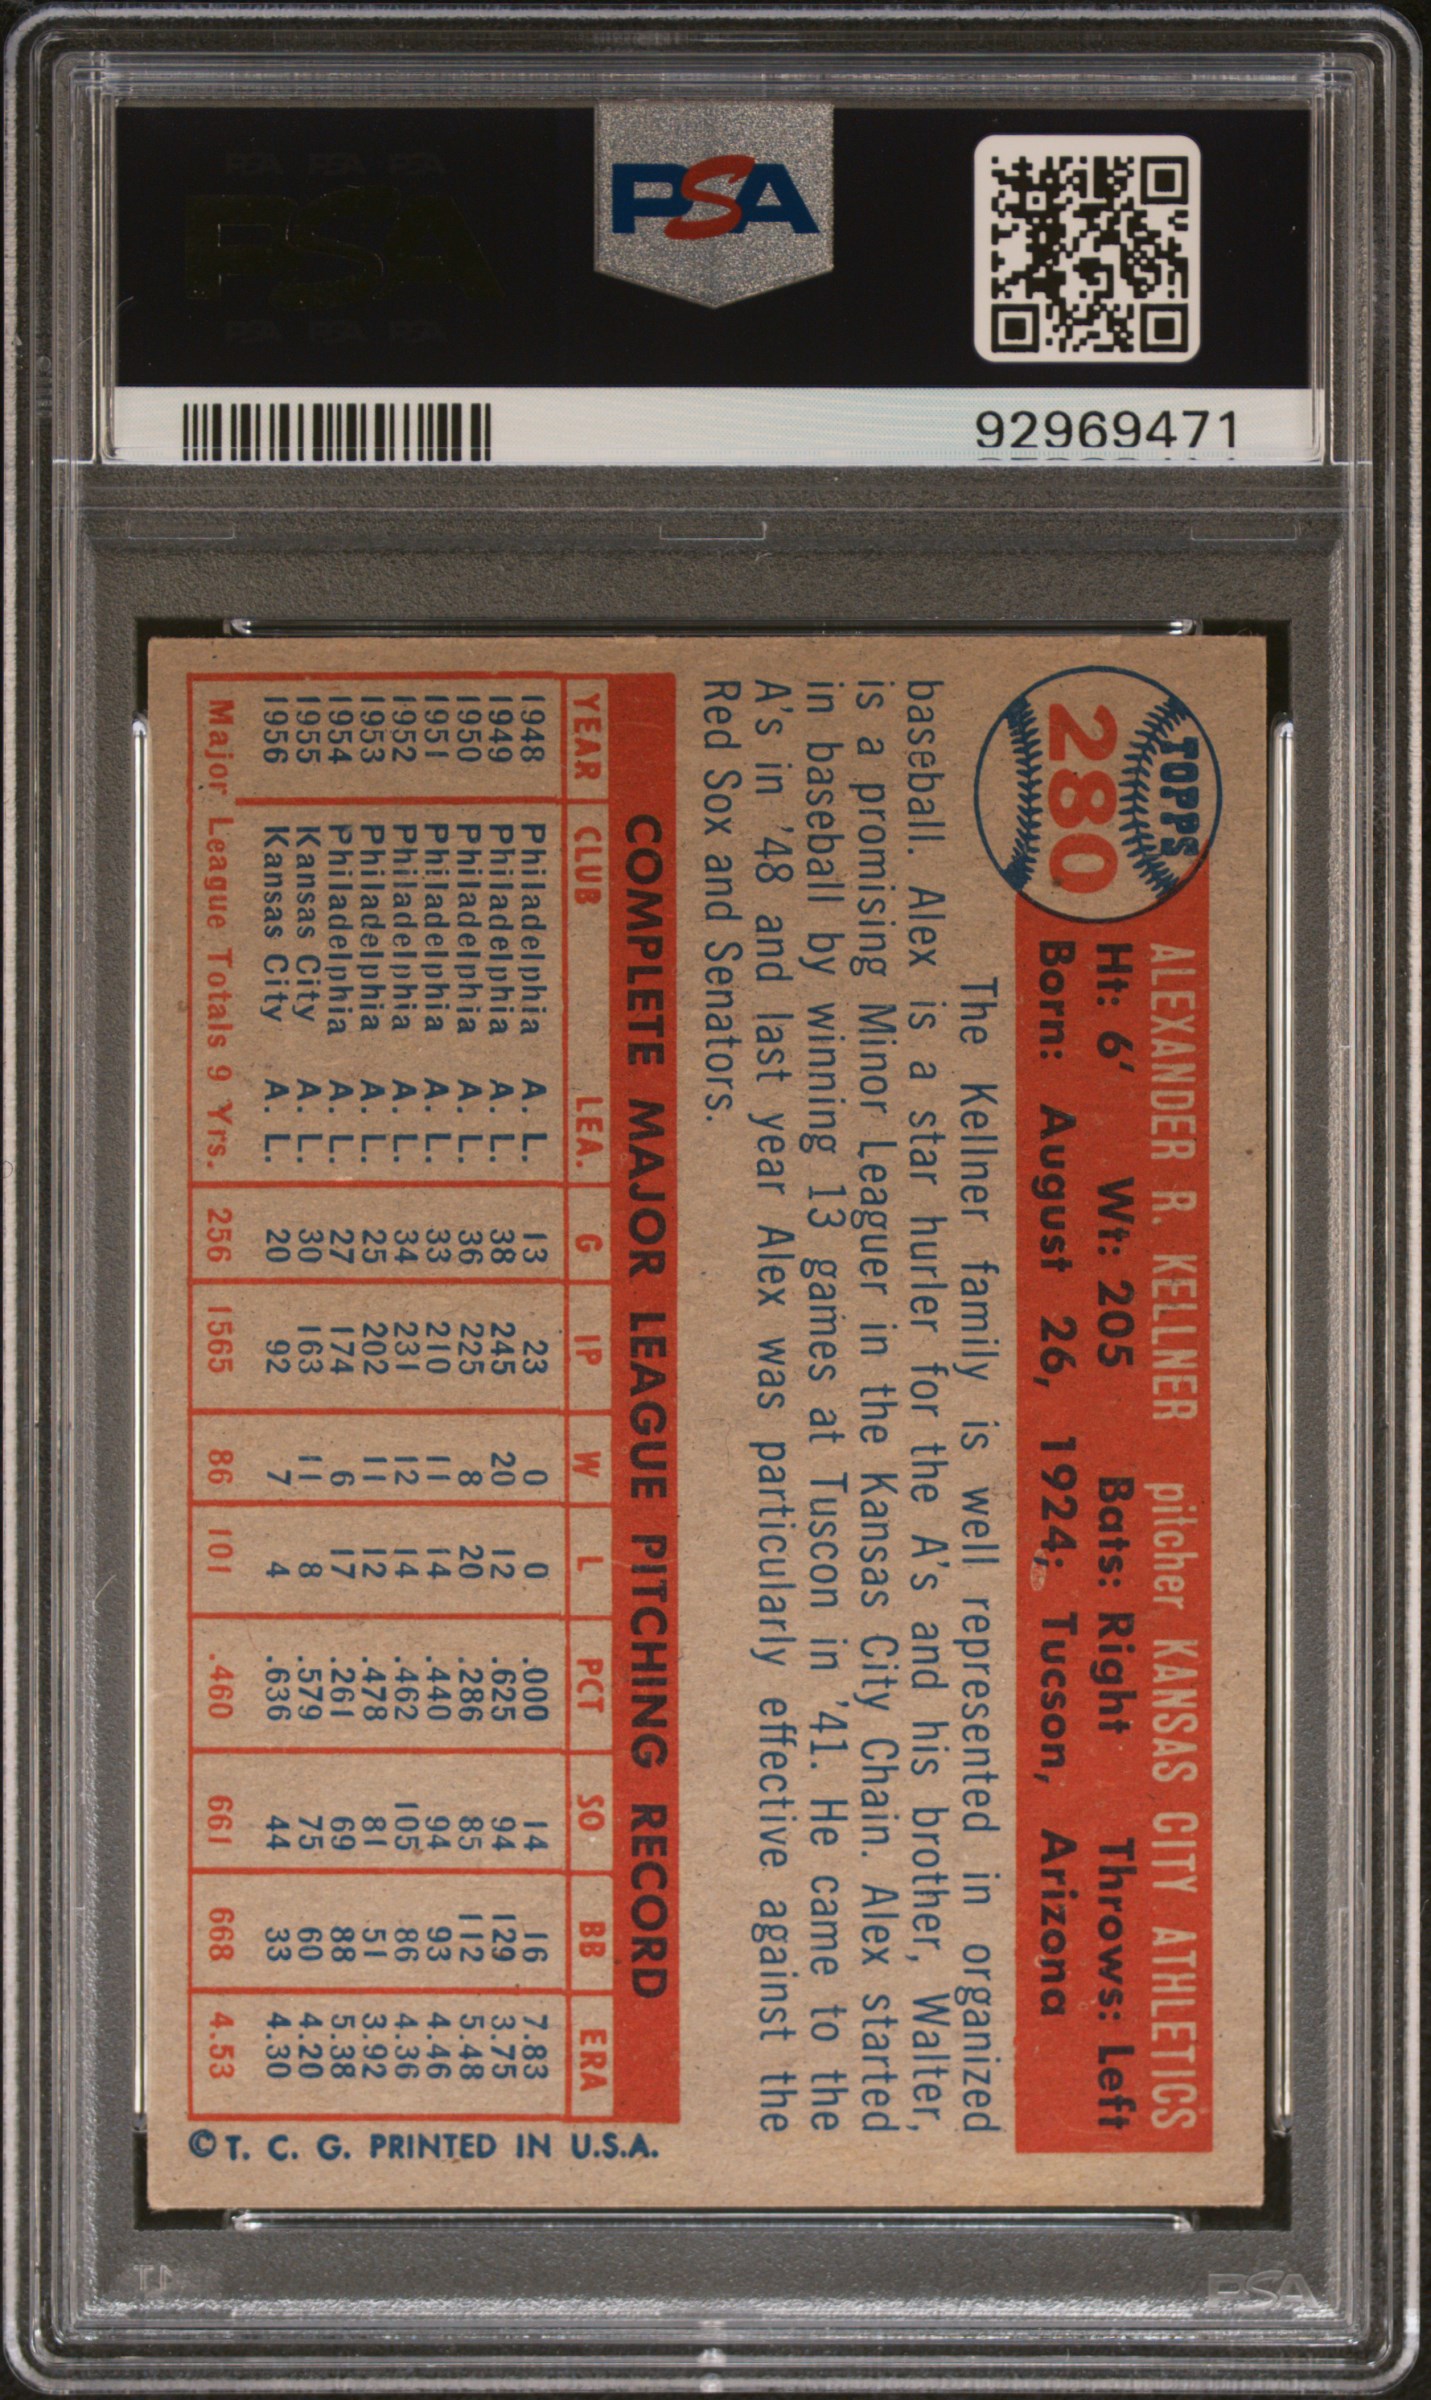 PSA PSA PSA
PSA
PSA PSA PSA
PSA
92969471
TOPPS
280
ALEXANDER R. KELLNER pitcher KANSAS CITY ATHLETICS
Ht: 6' Wt: 205 Bats: Right Throws: Left
Born: August 26, 1924; Tucson, Arizona
The Kellner family is well represented in organized
baseball. Alex is a star hurler for the A's and his brother, Walter,
is a promising Minor Leaguer in the Kansas City Chain. Alex started
in baseball by winning 13 games at Tuscon in '41. He came to the
A's in '48 and last year Alex was particularly effective against the
Red Sox and Senators.
COMPLETE MAJOR LEAGUE PITCHING RECORD
YEAR CLUB LEA. G IP W L PCT SO BB ERA
1948 Philadelphia A. L. 13 23 0 0 .000 14 16 7.83
1949 Philadelphia A. L. 38 245 20 12 .625 94 129 3.75
1950 Philadelphia A. L. 36 225 8 20 .286 85 112 5.48
1951 Philadelphia A. L. 33 210 11 14 .440 94 93 4.46
1952 Philadelphia A. L. 34 231 12 14 .462 105 86 4.36
1953 Philadelphia A. L. 25 202 11 12 .478 81 51 3.92
1954 Philadelphia A. L. 27 174 6 17 .261 69 88 5.38
1955 Kansas City A. L. 30 163 11 8 .579 75 60 4.20
1956 Kansas City A. L. 20 92 7 4 .636 44 33 4.30
Major League Totals 9 Yrs. 256 1565 86 101 .460 661 668 4.53
© T. C. G. PRINTED IN U.S.A.
PSA